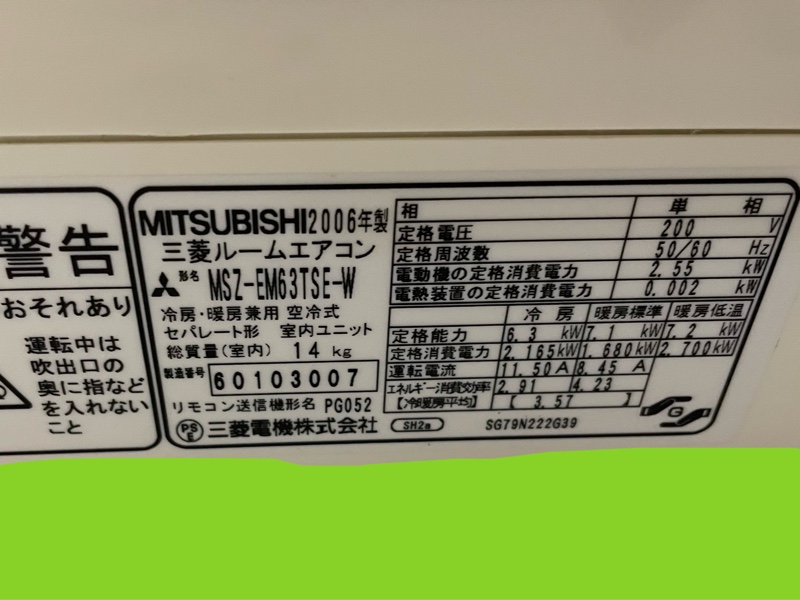 警告
おそれあり
運転中は
吹出口の
奥に指など
を入れない
こと
MITSUBISHI 2006年製
三菱ルームエアコン
形名 MSZ-EM63TSE-W
冷房・暖房兼用 空冷式
セパレート形 室内ユニット
総質量(室内) 14 kg
製造番号 60103007
リモコン送信機形名 PG052
PSE 三菱電機株式会社
相 単相
定格電圧 200 V
定格周波数 50/60 Hz
電動機の定格消費電力 2.55 kW
電熱装置の定格消費電力 0.002 kW
冷房 暖房標準 暖房低温
定格能力 6.3 kW 7.1 kW 7.2 kW
定格消費電力 2.165kW 1.680kW 2.700kW
運転電流 11.50A 8.45 A
エネルギー消費効率 2.91 4.23
【冷暖房平均】 [ 3.57 ]
G
SH2a SG79N222G39